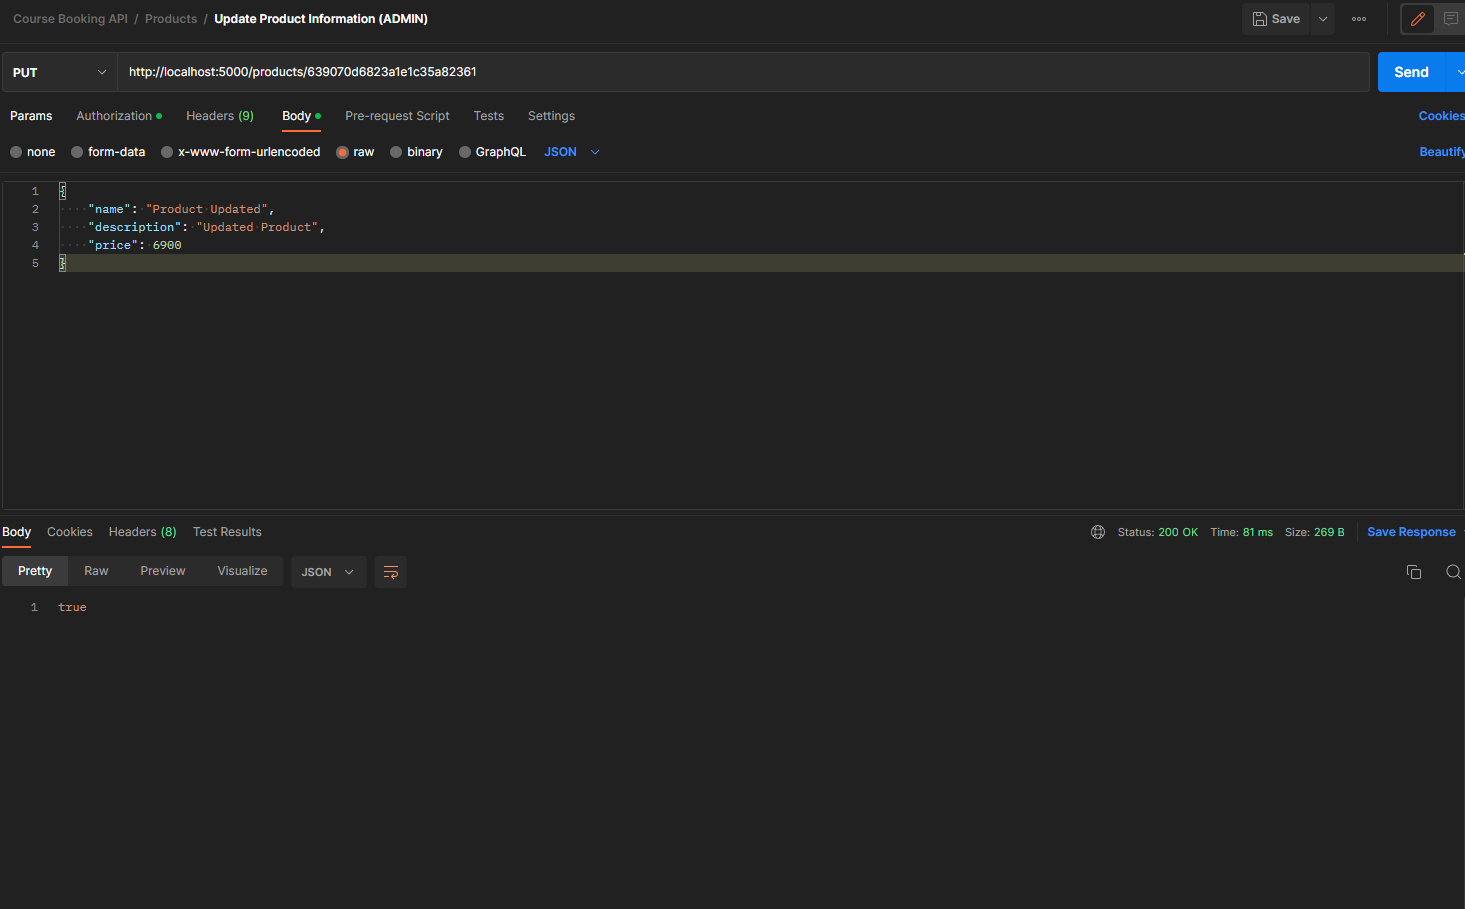 Course Booking API / Products / Update Product Information (ADMIN)
Save
PUT
http://localhost:5000/products/639070d6823a1e1c35a82361
Send
Params Authorization Headers (9) Body Pre-request Script Tests Settings Cookies
none form-data x-www-form-urlencoded raw binary GraphQL JSON Beautify
1 {
2 "name": "Product Updated",
3 "description": "Updated Product",
4 "price": 6900
5 }
Body Cookies Headers (8) Test Results Status: 200 OK Time: 81 ms Size: 269 B Save Response
Pretty Raw Preview Visualize JSON
1 true